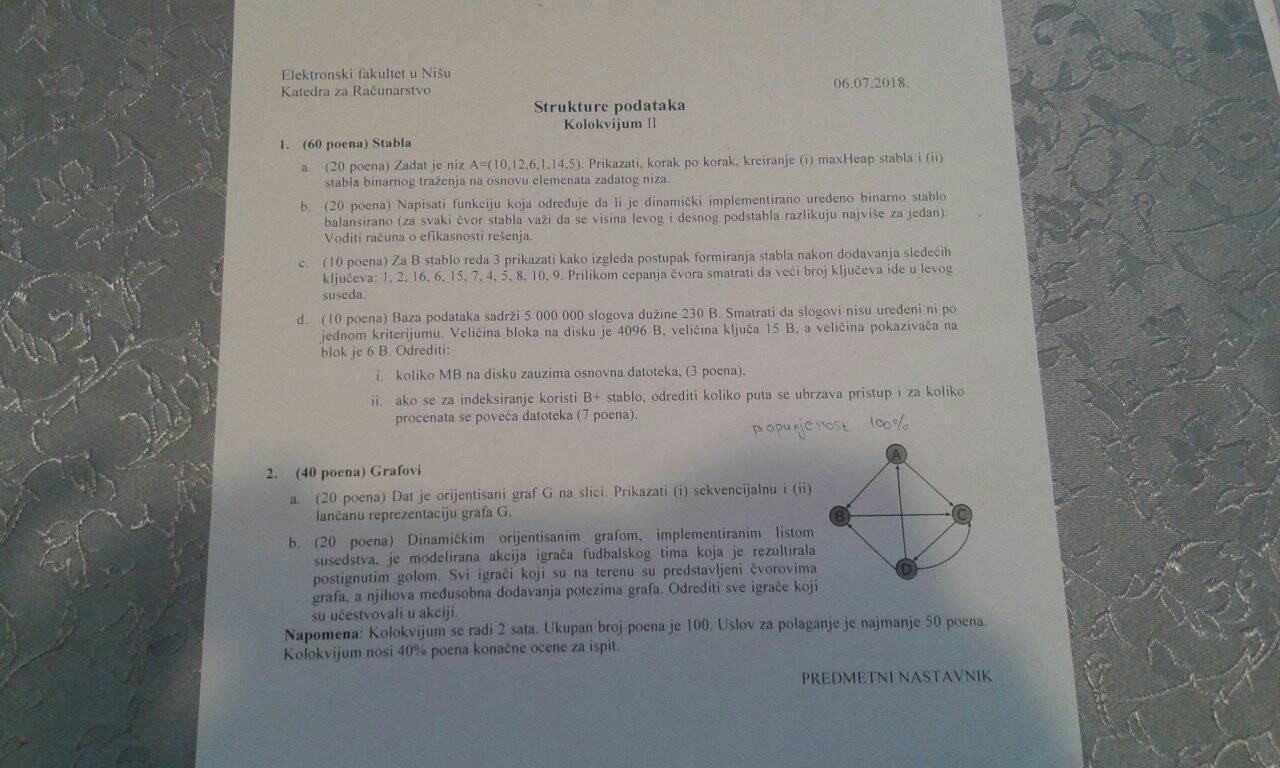 Elektronski fakultet u Nišu
Katedra za Računarstvo
06.07.2018.
Strukture podataka
Kolokvijum II
1. (60 poena) Stabla
a. (20 poena) Zadat je niz A=(10,12,6,1,14,5). Prikazati, korak po korak, kreiranje (i) maxHeap stabla i (ii)
stabla binarnog traženja na osnovu elemenata zadatog niza.
b. (20 poena) Napisati funkciju koja određuje da li je dinamički implementirano uređeno binarno stablo
balansirano (za svaki čvor stabla važi da se visina levog i desnog podstabla razlikuju najviše za jedan).
Voditi računa o efikasnosti rešenja.
c. (10 poena) Za B stablo reda 3 prikazati kako izgleda postupak formiranja stabla nakon dodavanja sledećih
ključeva: 1, 2, 16, 6, 15, 7, 4, 5, 8, 10, 9. Prilikom cepanja čvora smatrati da veći broj ključeva ide u levog
suseda.
d. (10 poena) Baza podataka sadrži 5 000 000 slogova dužine 230 B. Smatrati da slogovi nisu uređeni ni po
jednom kriterijumu. Veličina bloka na disku je 4096 B, veličina ključa 15 B, a veličina pokazivača na
blok je 6 B. Odrediti:
i. koliko MB na disku zauzima osnovna datoteka, (3 poena),
ii. ako se za indeksiranje koristi B+ stablo, odrediti koliko puta se ubrzava pristup i za koliko
procenata se poveća datoteka (7 poena).
popunjenost 100%
2. (40 poena) Grafovi
a. (20 poena) Dat je orijentisani graf G na slici. Prikazati (i) sekvencijalnu i (ii)
lančanu reprezentaciju grafa G.
b. (20 poena) Dinamičkim orijentisanim grafom, implementiranim listom
susedstva, je modelirana akcija igrača fudbalskog tima koja je rezultirala
postignutim golom. Svi igrači koji su na terenu su predstavljeni čvorovima
grafa, a njihova međusobna dodavanja potezima grafa. Odrediti sve igrače koji
su učestvovali u akciji.
A
B
C
D
Napomena: Kolokvijum se radi 2 sata. Ukupan broj poena je 100. Uslov za polaganje je najmanje 50 poena.
Kolokvijum nosi 40% poena konačne ocene za ispit.
PREDMETNI NASTAVNIK